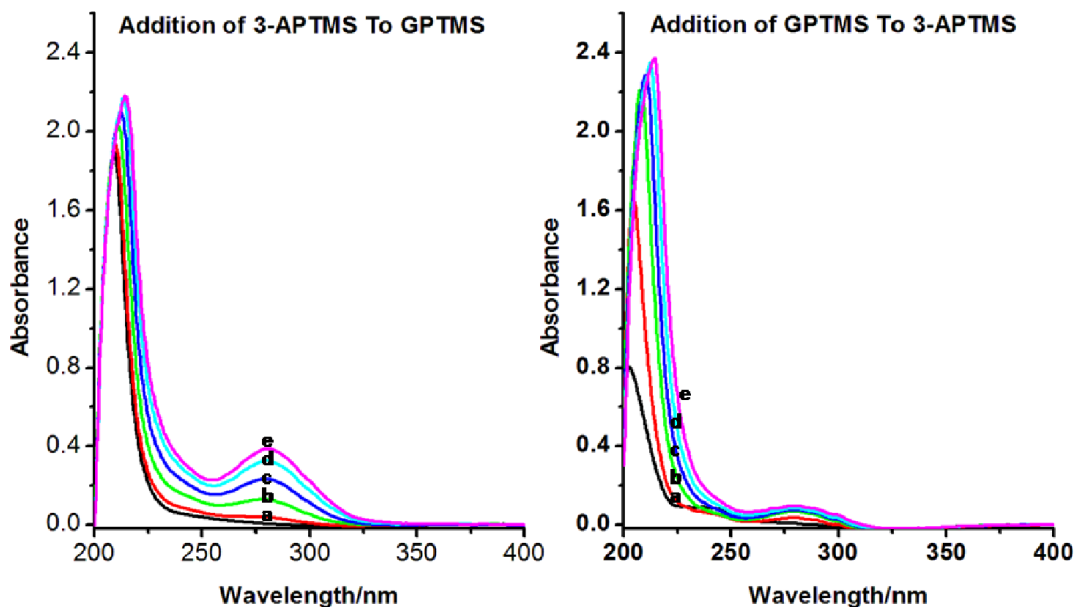 Addition of 3-APTMS To GPTMS
2.4
2.0
1.6
1.2
0.8
0.4
0.0
Absorbance
e
d
c
b
a
200
250
300
350
400
Wavelength/nm
Addition of GPTMS To 3-APTMS
2.4
2.0
1.6
1.2
0.8
0.4
0.0
Absorbance
e
d
c
b
a
200
250
300
350
400
Wavelength/nm